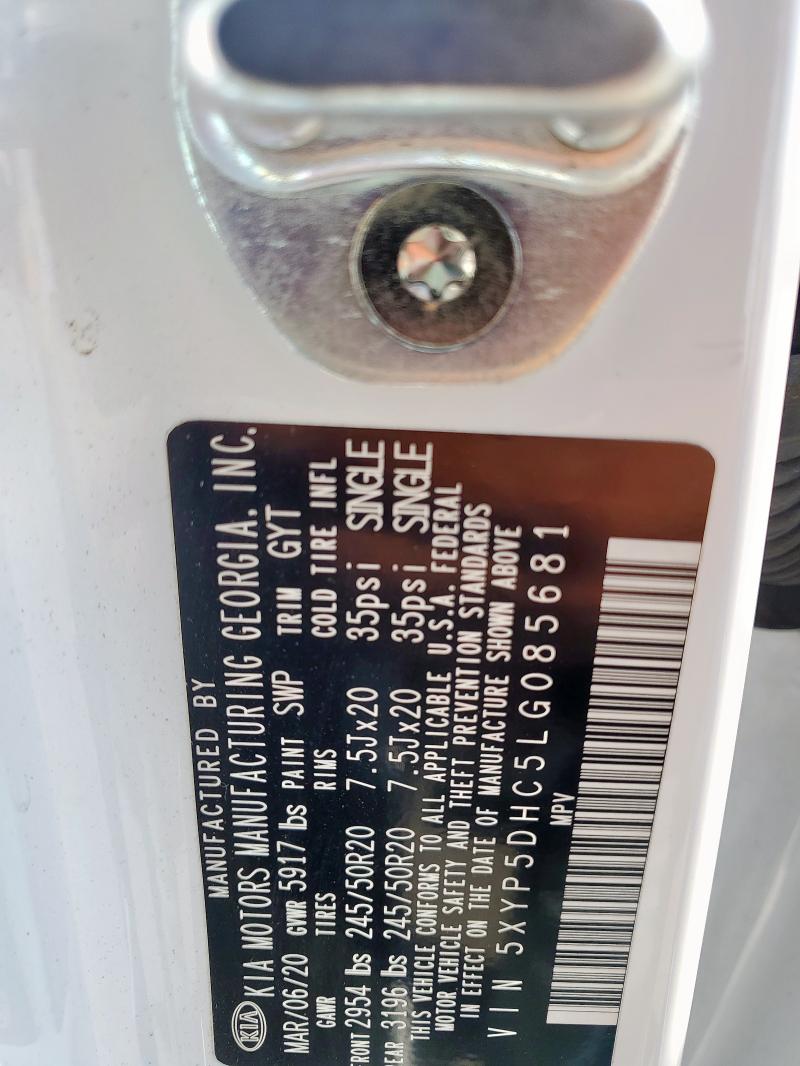 MANUFACTURED BY
KIA KIA MOTORS MANUFACTURING GEORGIA, INC.
MAR/06/20 GVWR 5917 lbs PAINT SWP TRIM GYT
GAWR TIRES RIMS COLD TIRE INFL
FRONT 2954 lbs 245/50R20 7.5Jx20 35psi SINGLE
EAR 3196 lbs 245/50R20 7.5Jx20 35psi SINGLE
THIS VEHICLE CONFORMS TO ALL APPLICABLE U.S.A. FEDERAL
MOTOR VEHICLE SAFETY AND THEFT PREVENTION STANDARDS
IN EFFECT ON THE DATE OF MANUFACTURE SHOWN ABOVE
VIN 5XYP5DHC5LG085681
MPV